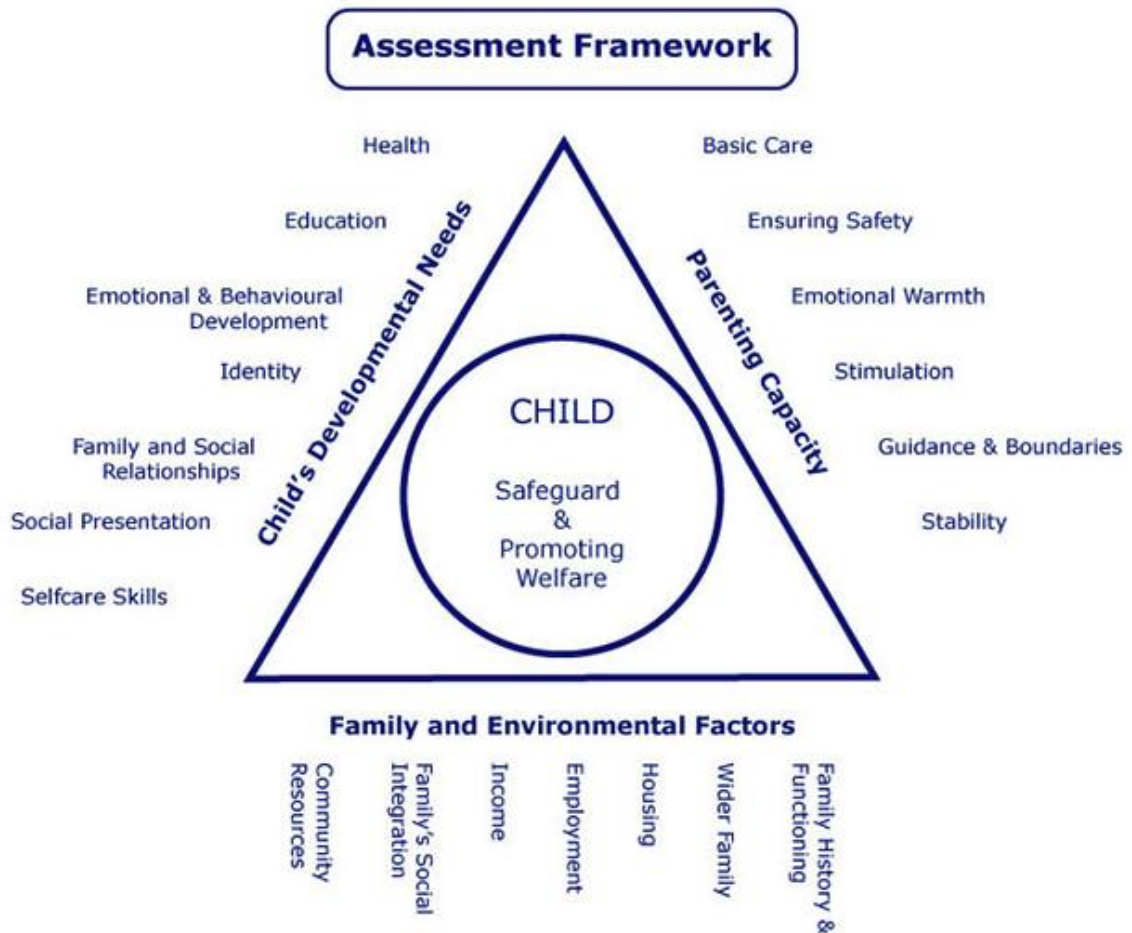 Assessment Framework
Health
Education
Emotional & Behavioural
Development
Identity
Family and Social
Relationships
Social Presentation
Selfcare Skills
Child's Developmental Needs
Basic Care
Ensuring Safety
Emotional Warmth
Stimulation
Guidance & Boundaries
Stability
Parenting Capacity
CHILD
Safeguard
&
Promoting
Welfare
Family and Environmental Factors
Community
Resources
Family's Social
Integration
Income
Employment
Housing
Wider Family
Family History &
Functioning